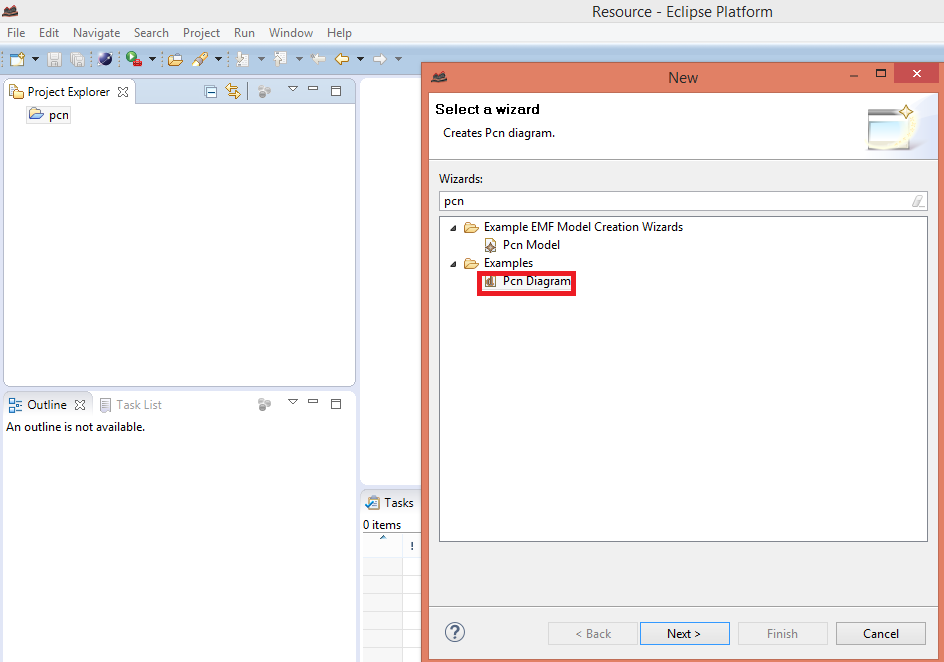 Resource - Eclipse Platform
File Edit Navigate Search Project Run Window Help
Project Explorer
pcn
Outline Task List
An outline is not available.
Tasks
0 items
!
New
Select a wizard
Creates Pcn diagram.
Wizards:
pcn
Example EMF Model Creation Wizards
Pcn Model
Examples
Pcn Diagram
?
< Back Next > Finish Cancel